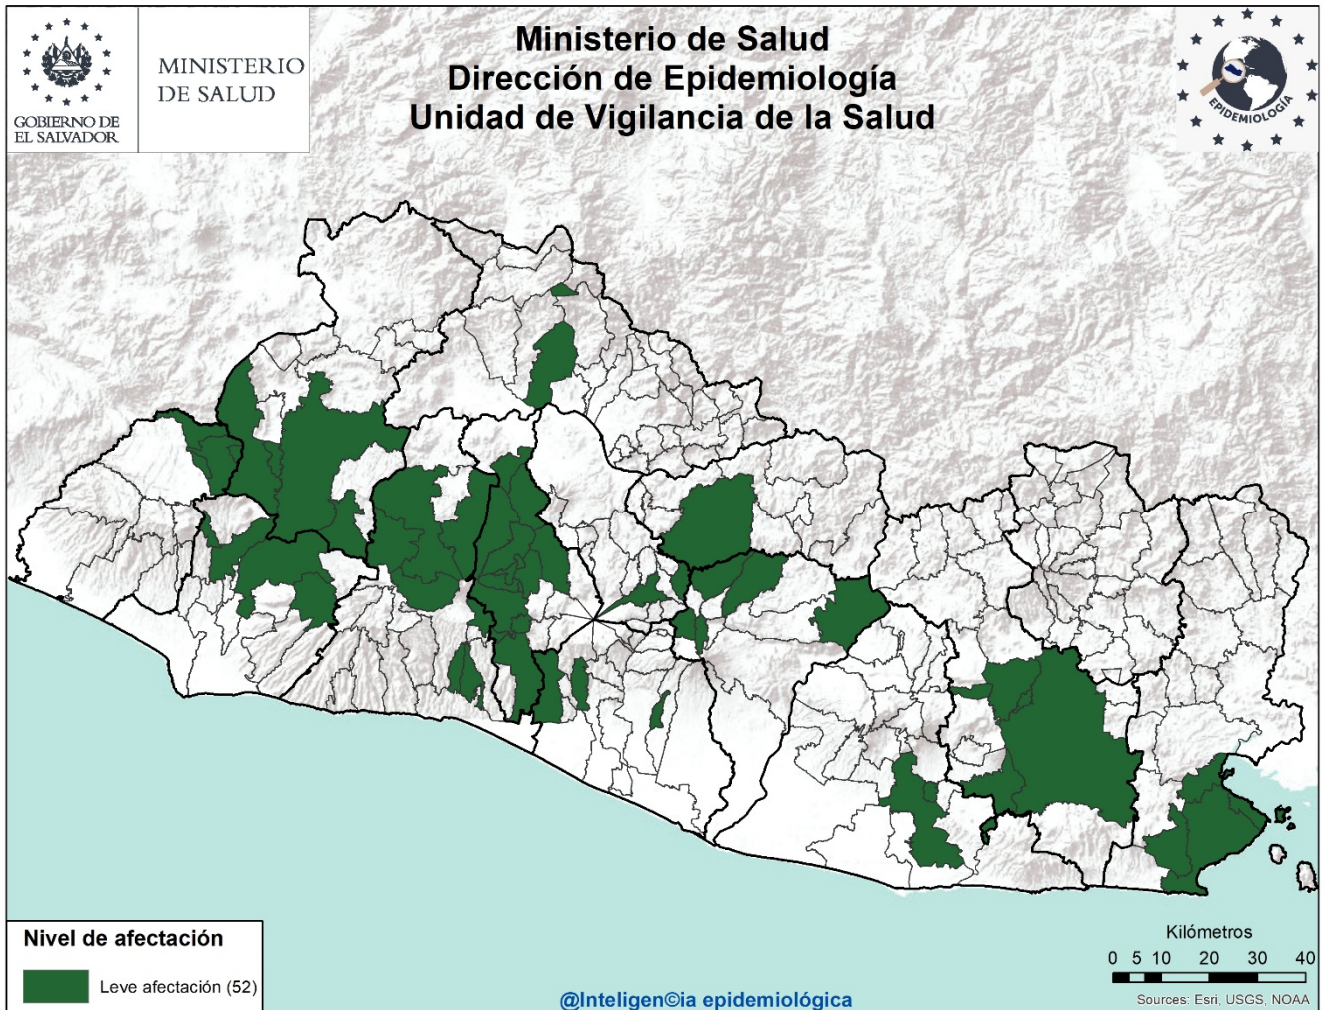 GOBIERNO DE
EL SALVADOR
MINISTERIO
DE SALUD
Ministerio de Salud
Dirección de Epidemiología
Unidad de Vigilancia de la Salud
EPIDEMIOLOGÍA
Nivel de afectación
Leve afectación (52)
@Inteligen©ia epidemiológica
Kilómetros
0 5 10 20 30 40
Sources: Esri, USGS, NOAA